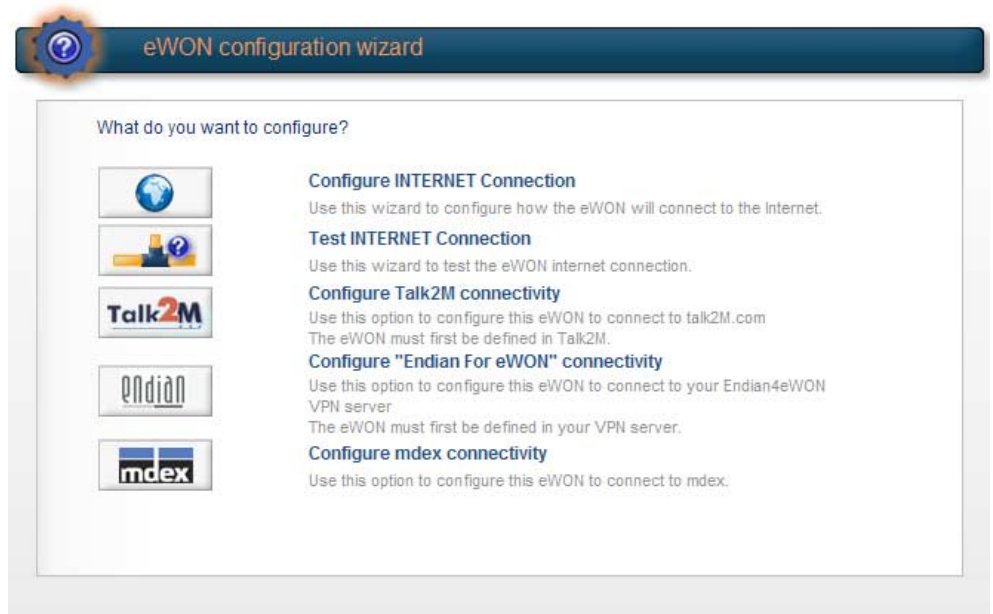 eWON configuration wizard
What do you want to configure?
Configure INTERNET Connection
Use this wizard to configure how the eWON will connect to the Internet.
Test INTERNET Connection
Use this wizard to test the eWON internet connection.
Talk2M
Configure Talk2M connectivity
Use this option to configure this eWON to connect to talk2M.com
The eWON must first be defined in Talk2M.
endian
Configure "Endian For eWON" connectivity
Use this option to configure this eWON to connect to your Endian4eWON
VPN server
The eWON must first be defined in your VPN server.
mdex
Configure mdex connectivity
Use this option to configure this eWON to connect to mdex.